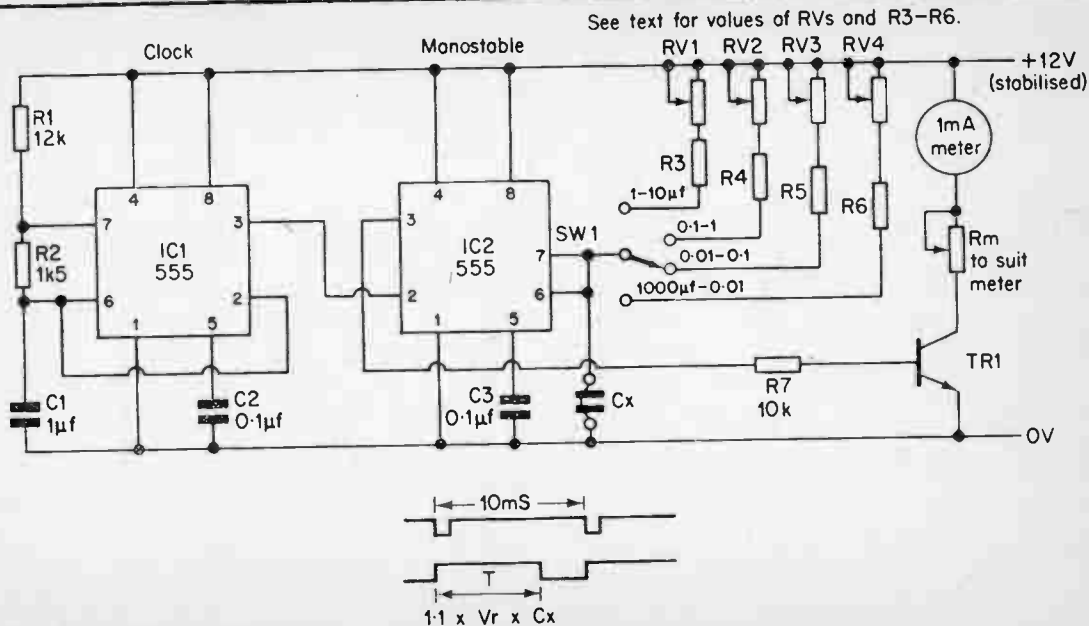 See text for values of RVs and R3-R6.
Clock
Monostable
RV1
RV2
RV3
RV4
+12V
(stabilised)
R1
12k
4
8
4
8
1mA
meter
R3
R4
R5
R6
7
3
3
1-10μf
SW1
0·1-1
IC1
555
IC2
555
7
0·01-0·1
Rm
to suit
meter
R2
1k5
6
2
2
6
1000μf-0·01
1
5
1
5
TR1
C1
1μf
C2
0·1μf
C3
0·1μf
Cx
R7
10k
0V
10mS
T
1·1 x Vr x Cx